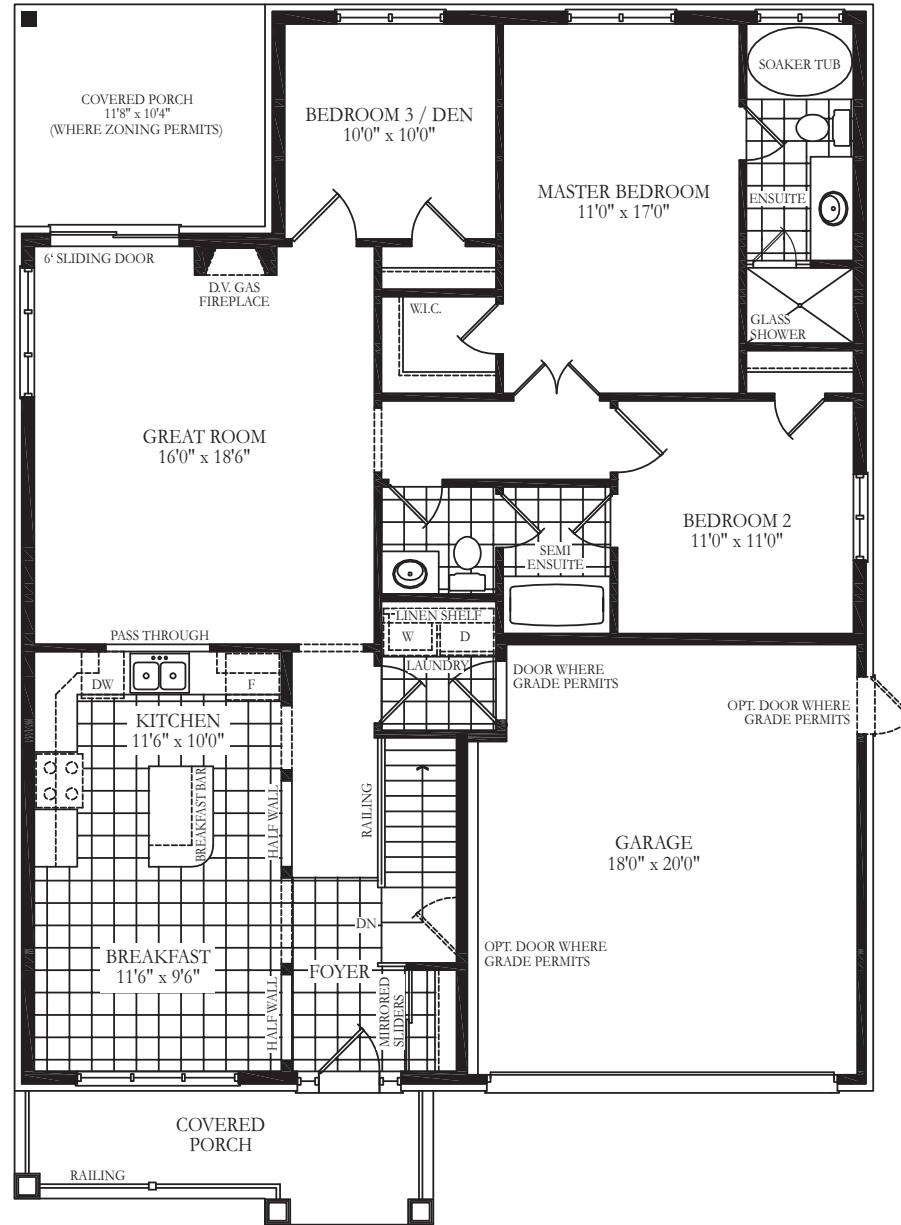 COVERED PORCH
11'8" x 10'4"
(WHERE ZONING PERMITS)
BEDROOM 3 / DEN
10'0" x 10'0"
MASTER BEDROOM
11'0" x 17'0"
SOAKER TUB
ENSUITE
GLASS
SHOWER
6' SLIDING DOOR
D.V. GAS
FIREPLACE
W.I.C.
GREAT ROOM
16'0" x 18'6"
BEDROOM 2
11'0" x 11'0"
SEMI
ENSUITE
LINEN SHELF
W
D
LAUNDRY
PASS THROUGH
DW
F
KITCHEN
11'6" x 10'0"
BREAKFAST BAR
HALF WALL
RAILING
DOOR WHERE
GRADE PERMITS
OPT. DOOR WHERE
GRADE PERMITS
GARAGE
18'0" x 20'0"
DN
OPT. DOOR WHERE
GRADE PERMITS
BREAKFAST
11'6" x 9'6"
FOYER
HALF WALL
MIRRORED
SLIDERS
COVERED
PORCH
RAILING